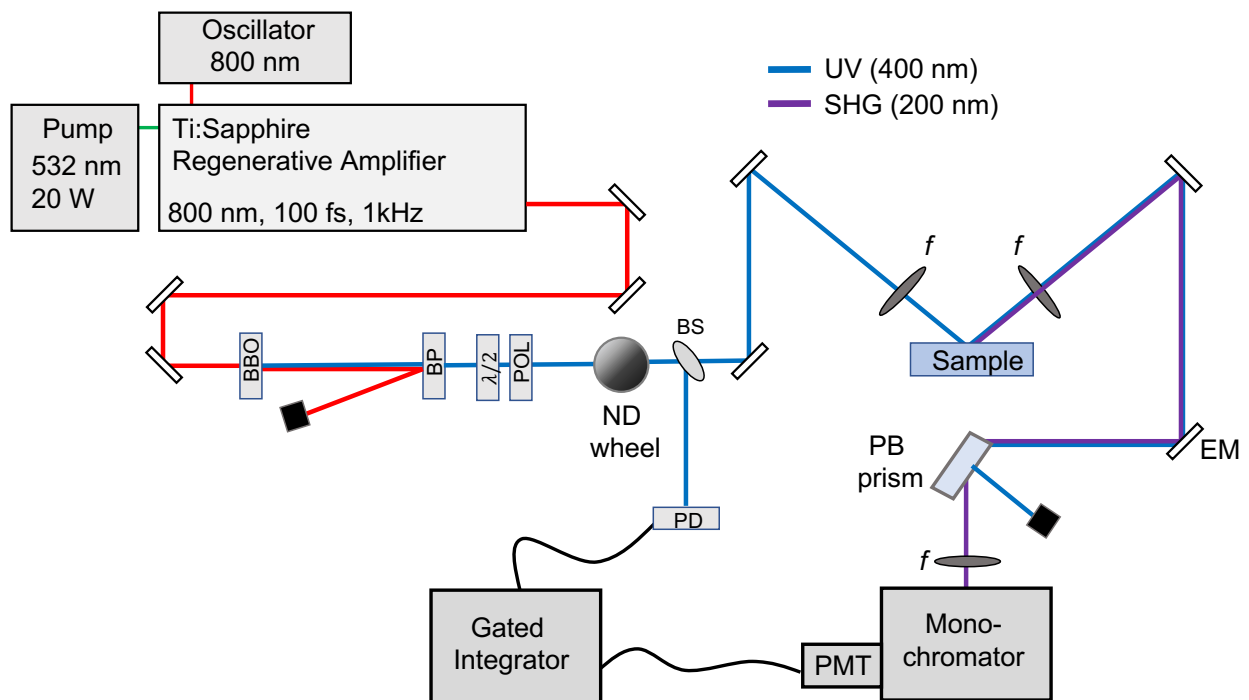 Oscillator
800 nm
Pump
532 nm
20 W
Ti:Sapphire
Regenerative Amplifier
800 nm, 100 fs, 1kHz
UV (400 nm)
SHG (200 nm)
f
f
BBO
BP
λ/2
POL
ND
wheel
BS
Sample
PB
prism
EM
PD
f
Gated
Integrator
PMT
Mono-
chromator